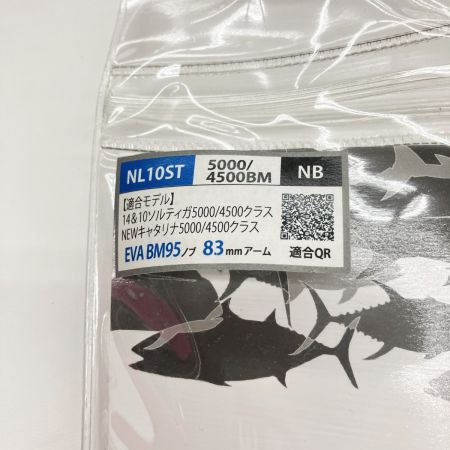 NL10ST 5000/4500BM NB
【適合モデル】
14&10ソルティガ5000/4500クラス
NEWキャタリナ5000/4500クラス
EVA BM95ノブ 83mmアーム 適合QR